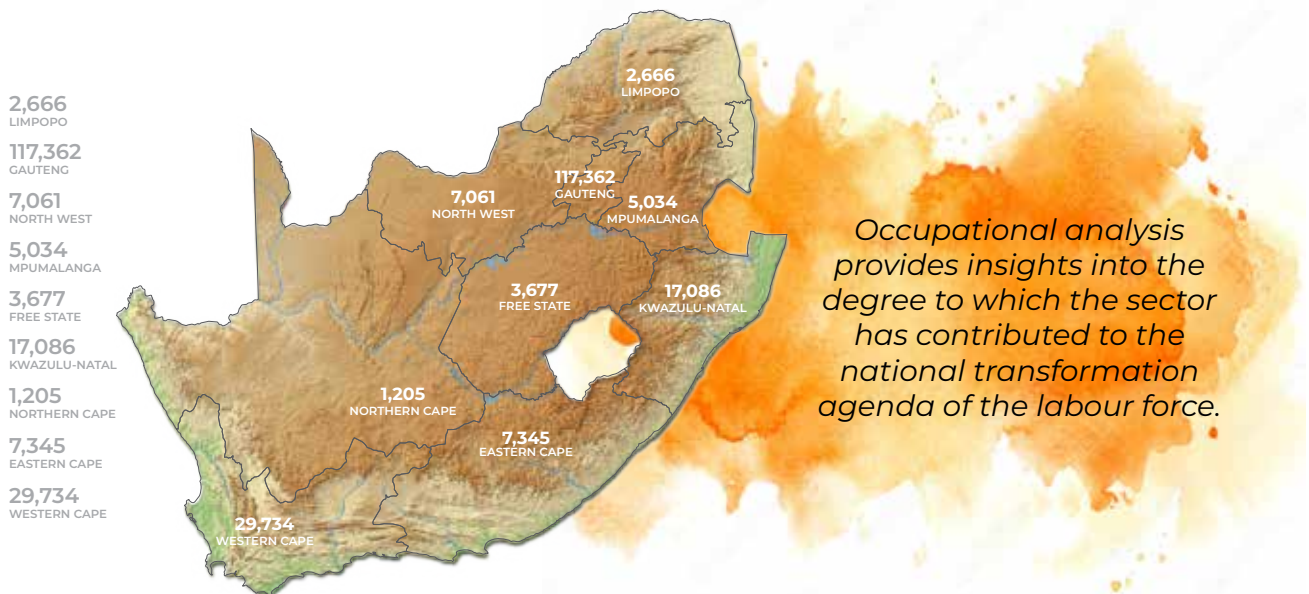 2,666
LIMPOPO
117,362
GAUTENG
7,061
NORTH WEST
5,034
MPUMALANGA
3,677
FREE STATE
17,086
KWAZULU-NATAL
1,205
NORTHERN CAPE
7,345
EASTERN CAPE
29,734
WESTERN CAPE
2,666
LIMPOPO
117,362
GAUTENG
7,061
NORTH WEST
5,034
MPUMALANGA
3,677
FREE STATE
17,086
KWAZULU-NATAL
1,205
NORTHERN CAPE
7,345
EASTERN CAPE
29,734
WESTERN CAPE
Occupational analysis
provides insights into the
degree to which the sector
has contributed to the
national transformation
agenda of the labour force.